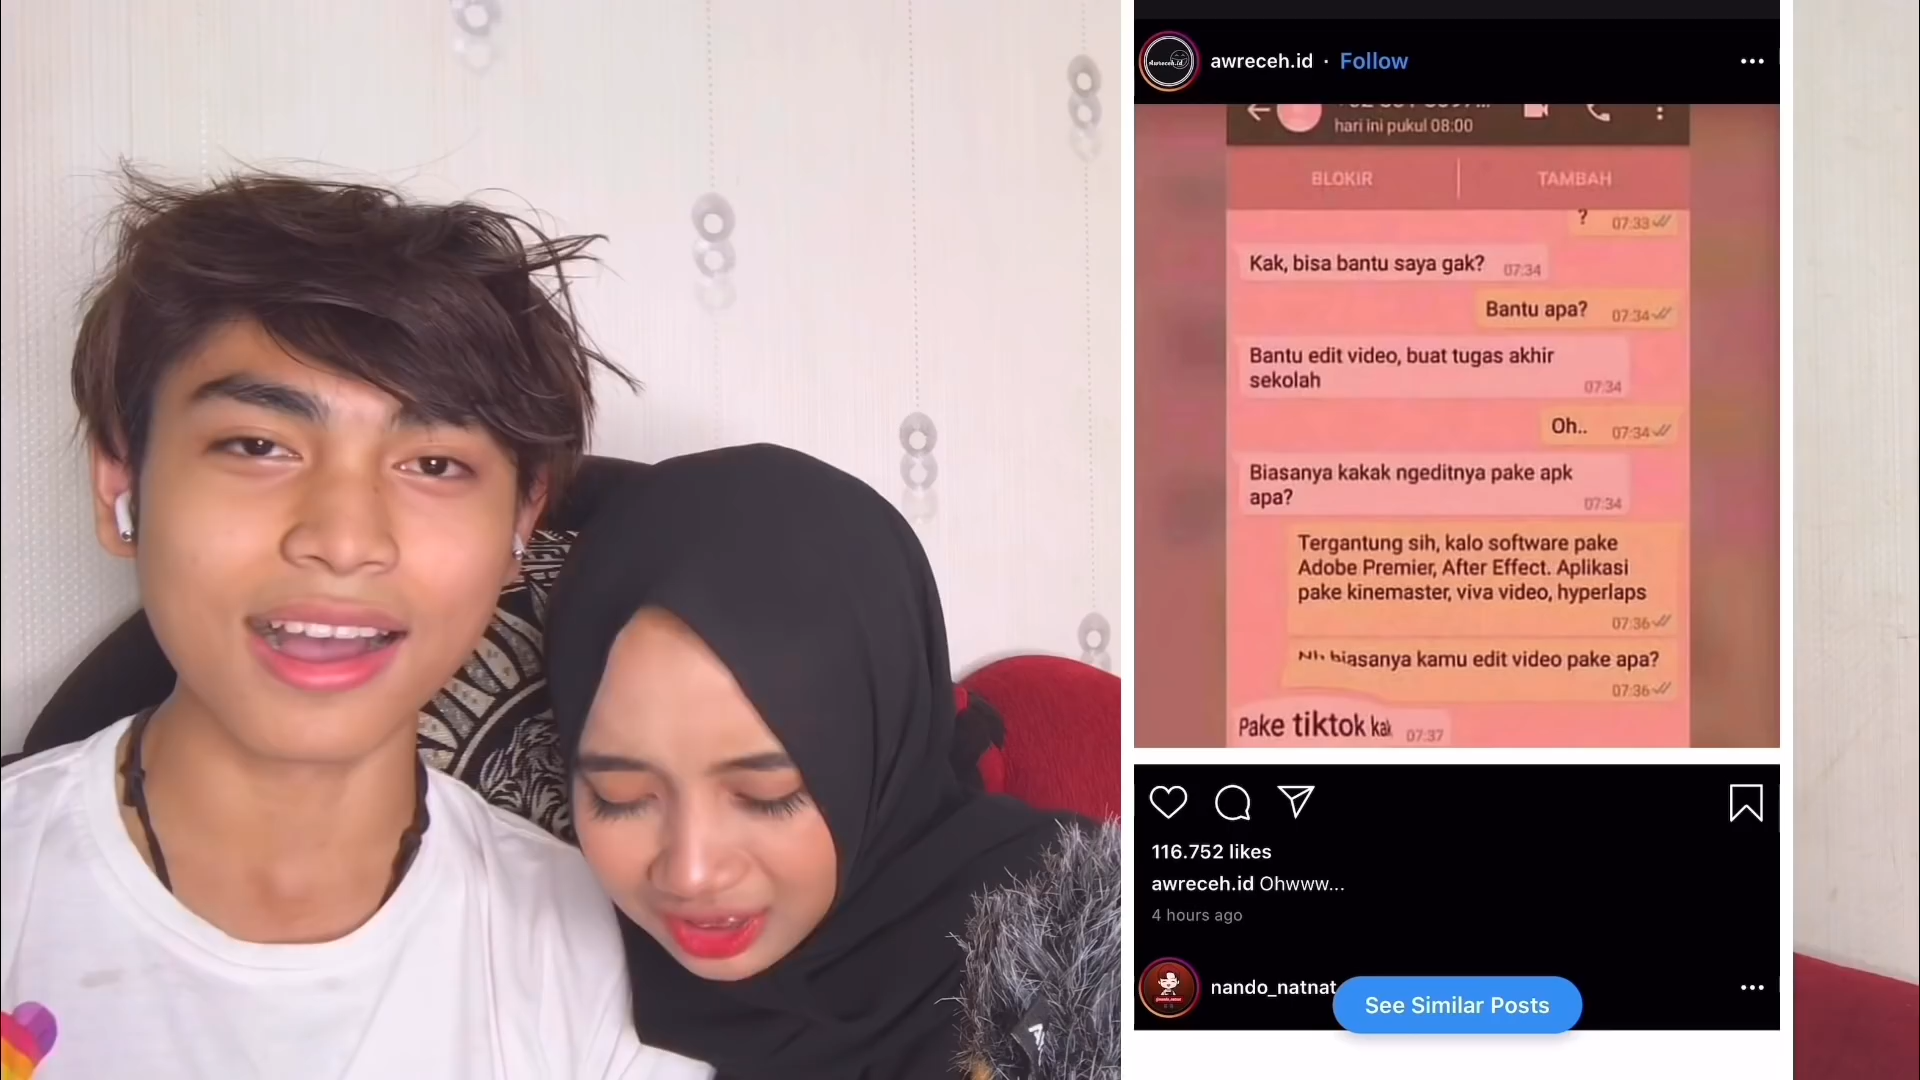 awreceh.id · Follow
hari ini pukul 08:00
BLOKIR
TAMBAH
? 07:33
Kak, bisa bantu saya gak? 07:34
Bantu apa? 07:34
Bantu edit video, buat tugas akhir
sekolah 07:34
Oh.. 07:34
Biasanya kakak ngeditnya pake apk
apa? 07:34
Tergantung sih, kalo software pake
Adobe Premier, After Effect. Aplikasi
pake kinemaster, viva video, hyperlaps
07:36
biasanya kamu edit video pake apa?
07:36
Pake tiktok kak 07:37
116.752 likes
awreceh.id Ohwww...
4 hours ago
nando_natnat
See Similar Posts